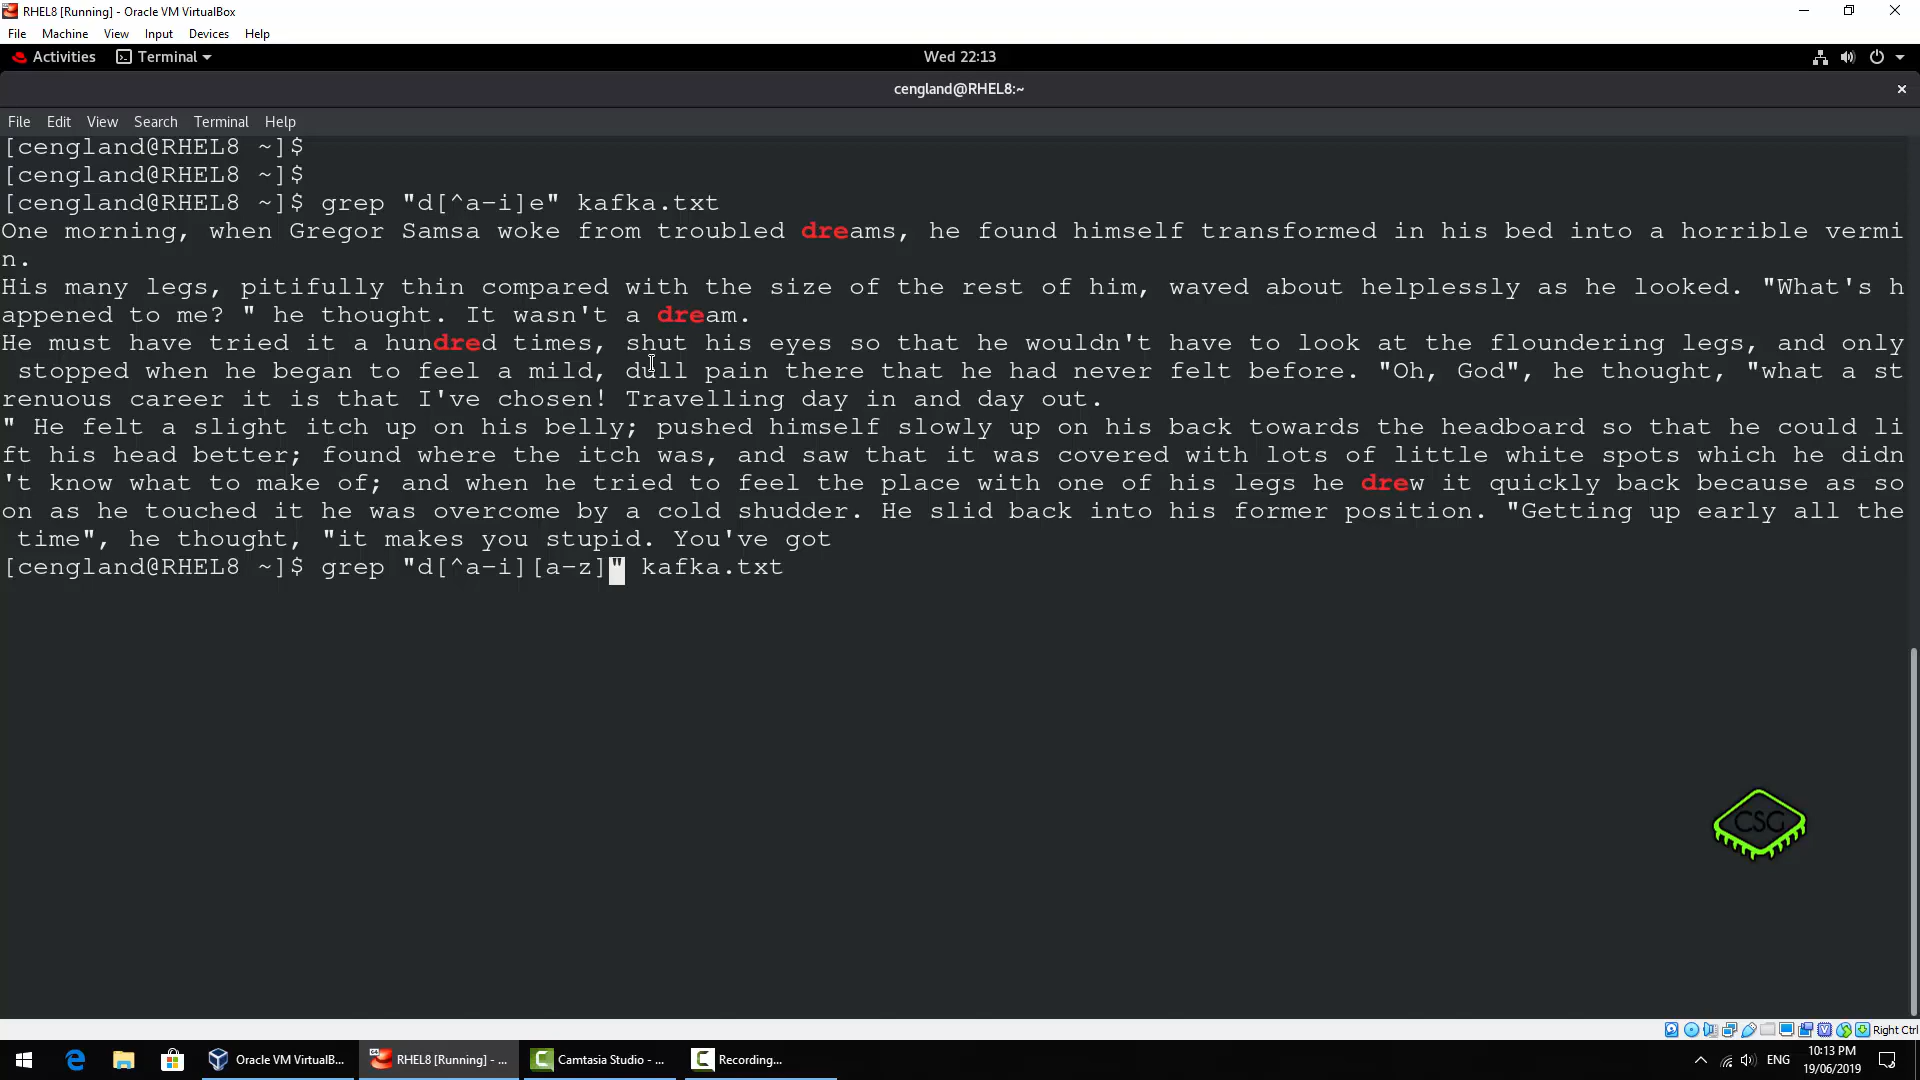 RHEL8 [Running] - Oracle VM VirtualBox
File Machine View Input Devices Help
Activities Terminal Wed 22:13
cengland@RHEL8:~
File Edit View Search Terminal Help
[cengland@RHEL8 ~]$
[cengland@RHEL8 ~]$
[cengland@RHEL8 ~]$ grep "d[^a-i]e" kafka.txt
One morning, when Gregor Samsa woke from troubled dreams, he found himself transformed in his bed into a horrible vermi
n.
His many legs, pitifully thin compared with the size of the rest of him, waved about helplessly as he looked. "What's h
appened to me? " he thought. It wasn't a dream.
He must have tried it a hundred times, shut his eyes so that he wouldn't have to look at the floundering legs, and only
stopped when he began to feel a mild, dull pain there that he had never felt before. "Oh, God", he thought, "what a st
renuous career it is that I've chosen! Travelling day in and day out.
" He felt a slight itch up on his belly; pushed himself slowly up on his back towards the headboard so that he could li
ft his head better; found where the itch was, and saw that it was covered with lots of little white spots which he didn
't know what to make of; and when he tried to feel the place with one of his legs he drew it quickly back because as so
on as he touched it he was overcome by a cold shudder. He slid back into his former position. "Getting up early all the
time", he thought, "it makes you stupid. You've got
[cengland@RHEL8 ~]$ grep "d[^a-i][a-z]" kafka.txt
CSG
Right Ctrl
Oracle VM VirtualB... RHEL8 [Running] - ... Camtasia Studio - ... Recording... ENG 10:13 PM
19/06/2019